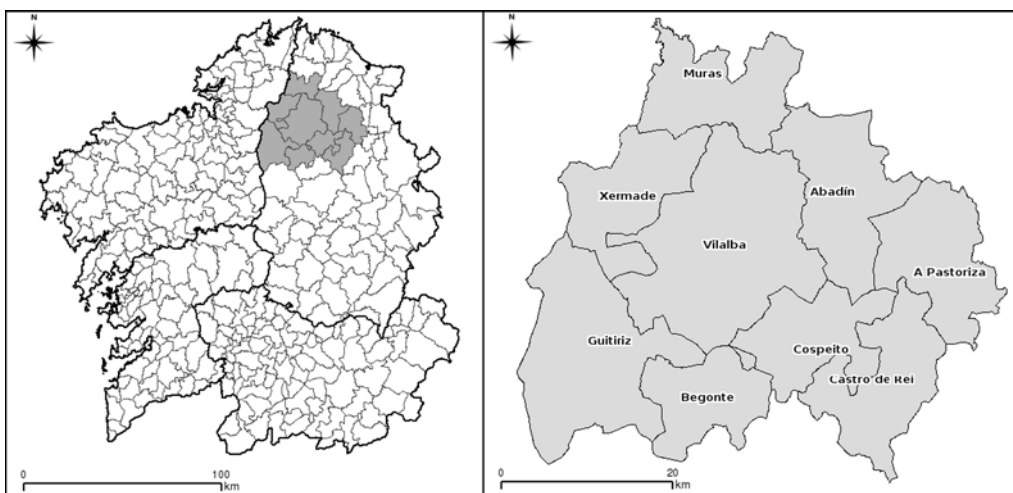 N
0
100
km
N
Muras
Xermade
Abadín
Vilalba
A Pastoriza
Guitiriz
Cospeito
Castro de Rei
Begonte
0
20
km